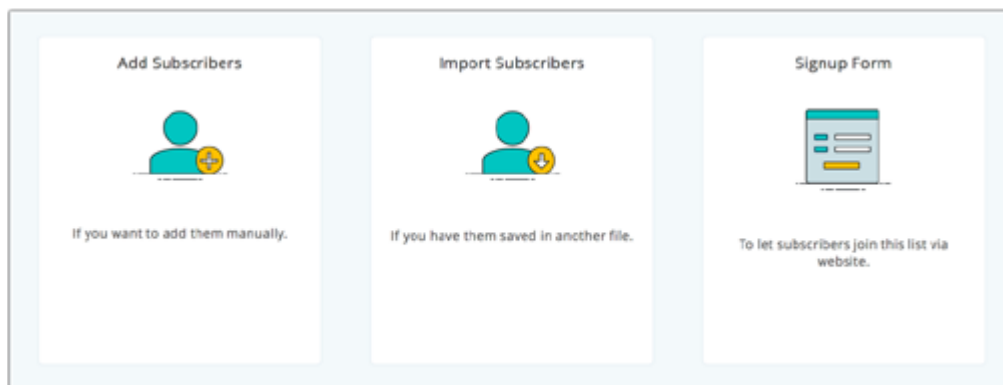 Add Subscribers
If you want to add them manually.
Import Subscribers
If you have them saved in another file.
Signup Form
To let subscribers join this list via
website.